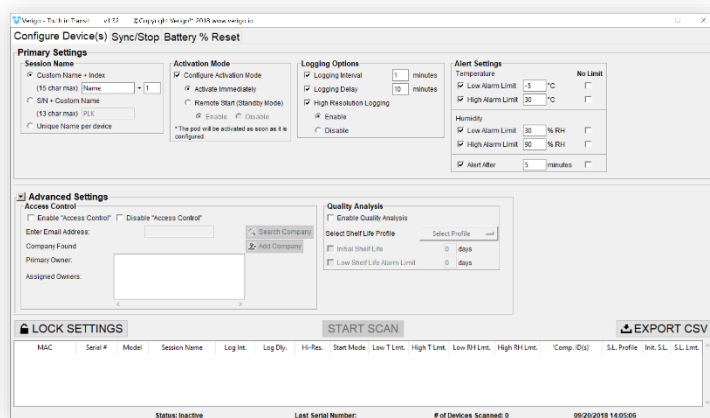 Verigo - Truth in Transit v1.32 ©Copyright Verigo™ 2018 www.verigo.io
Configure Device(s) Sync/Stop Battery % Reset
Primary Settings
Session Name
Custom Name + Index
(15 char max) Name + 1
S/N + Custom Name
(13 char max) PLK
Unique Name per device
Activation Mode
Configure Activation Mode
Activate Immediately
Remote Start (Standby Mode)
Enable Disable
* The pod will be activated as soon as it is
configured.
Logging Options
Logging Interval 1 minutes
Logging Delay 10 minutes
High Resolution Logging
Enable
Disable
Alert Settings
Temperature No Limit
Low Alarm Limit -5 °C
High Alarm Limit 30 °C
Humidity
Low Alarm Limit 30 % RH
High Alarm Limit 90 % RH
Alert After 5 minutes
Advanced Settings
Access Control
Enable "Access Control" Disable "Access Control"
Enter Email Address: Search Company
Company Found Add Company
Primary Owner:
Assigned Owners:
Quality Analysis
Enable Quality Analysis
Select Shelf Life Profile Select Profile
Initial Shelf Life 0 days
Low Shelf Life Alarm Limit 0 days
LOCK SETTINGS START SCAN EXPORT CSV
MAC Serial # Model Session Name Log Int. Log Dly. Hi-Res. Start Mode Low T Lmt. High T Lmt. Low RH Lmt. High RH Lmt. 'Comp. ID(s)' S.L. Profile Init. S.L. S.L. Lmt.
Status: Inactive Last Serial Number: # of Devices Scanned: 0 09/20/2018 14:05:06